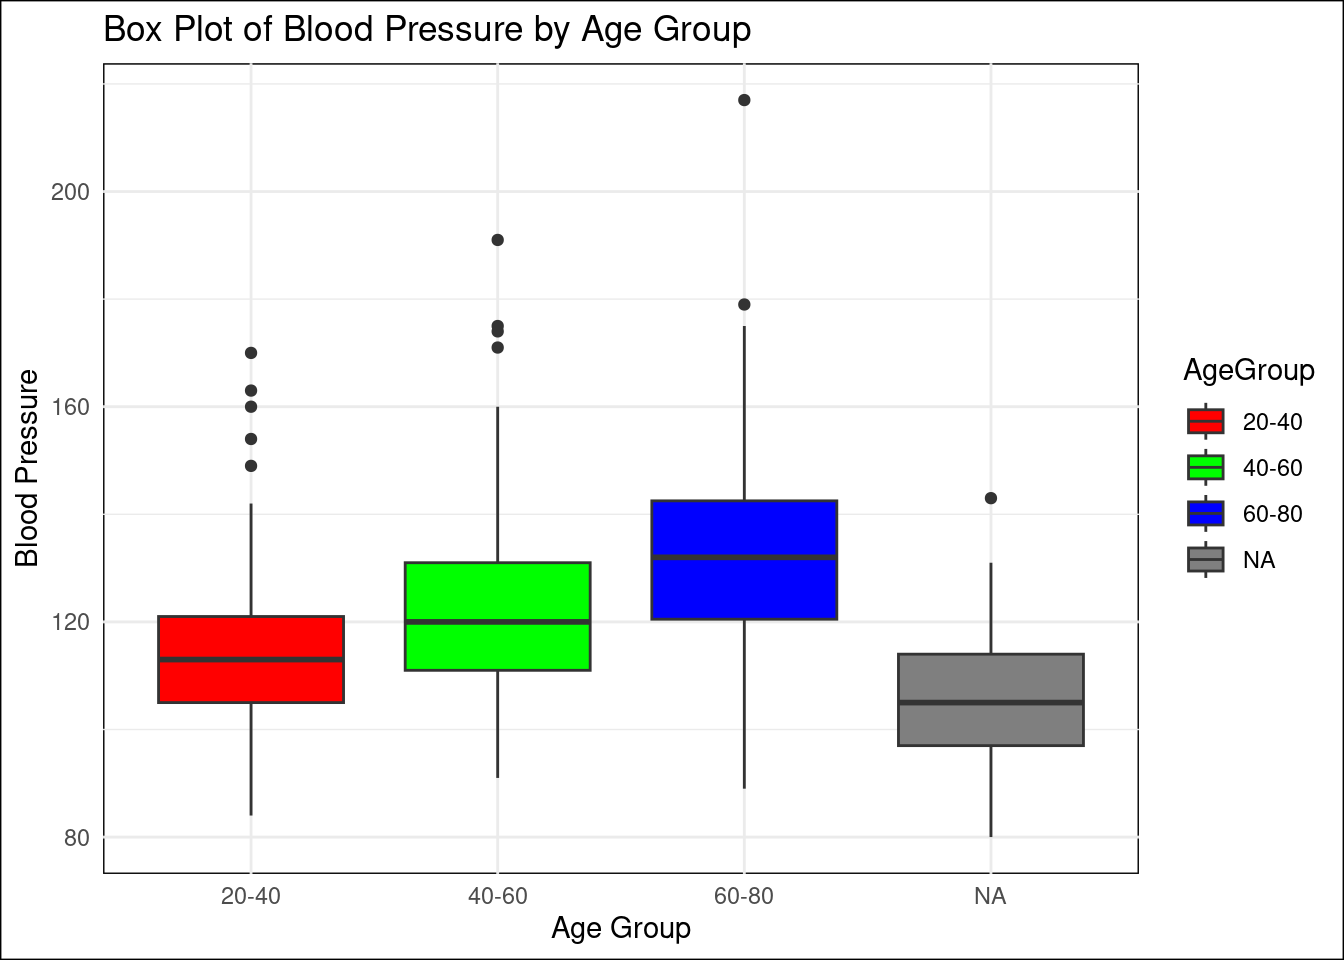 Box Plot of Blood Pressure by Age Group
Blood Pressure
200
160
120
80
20-40
40-60
60-80
NA
Age Group
AgeGroup
20-40
40-60
60-80
NA